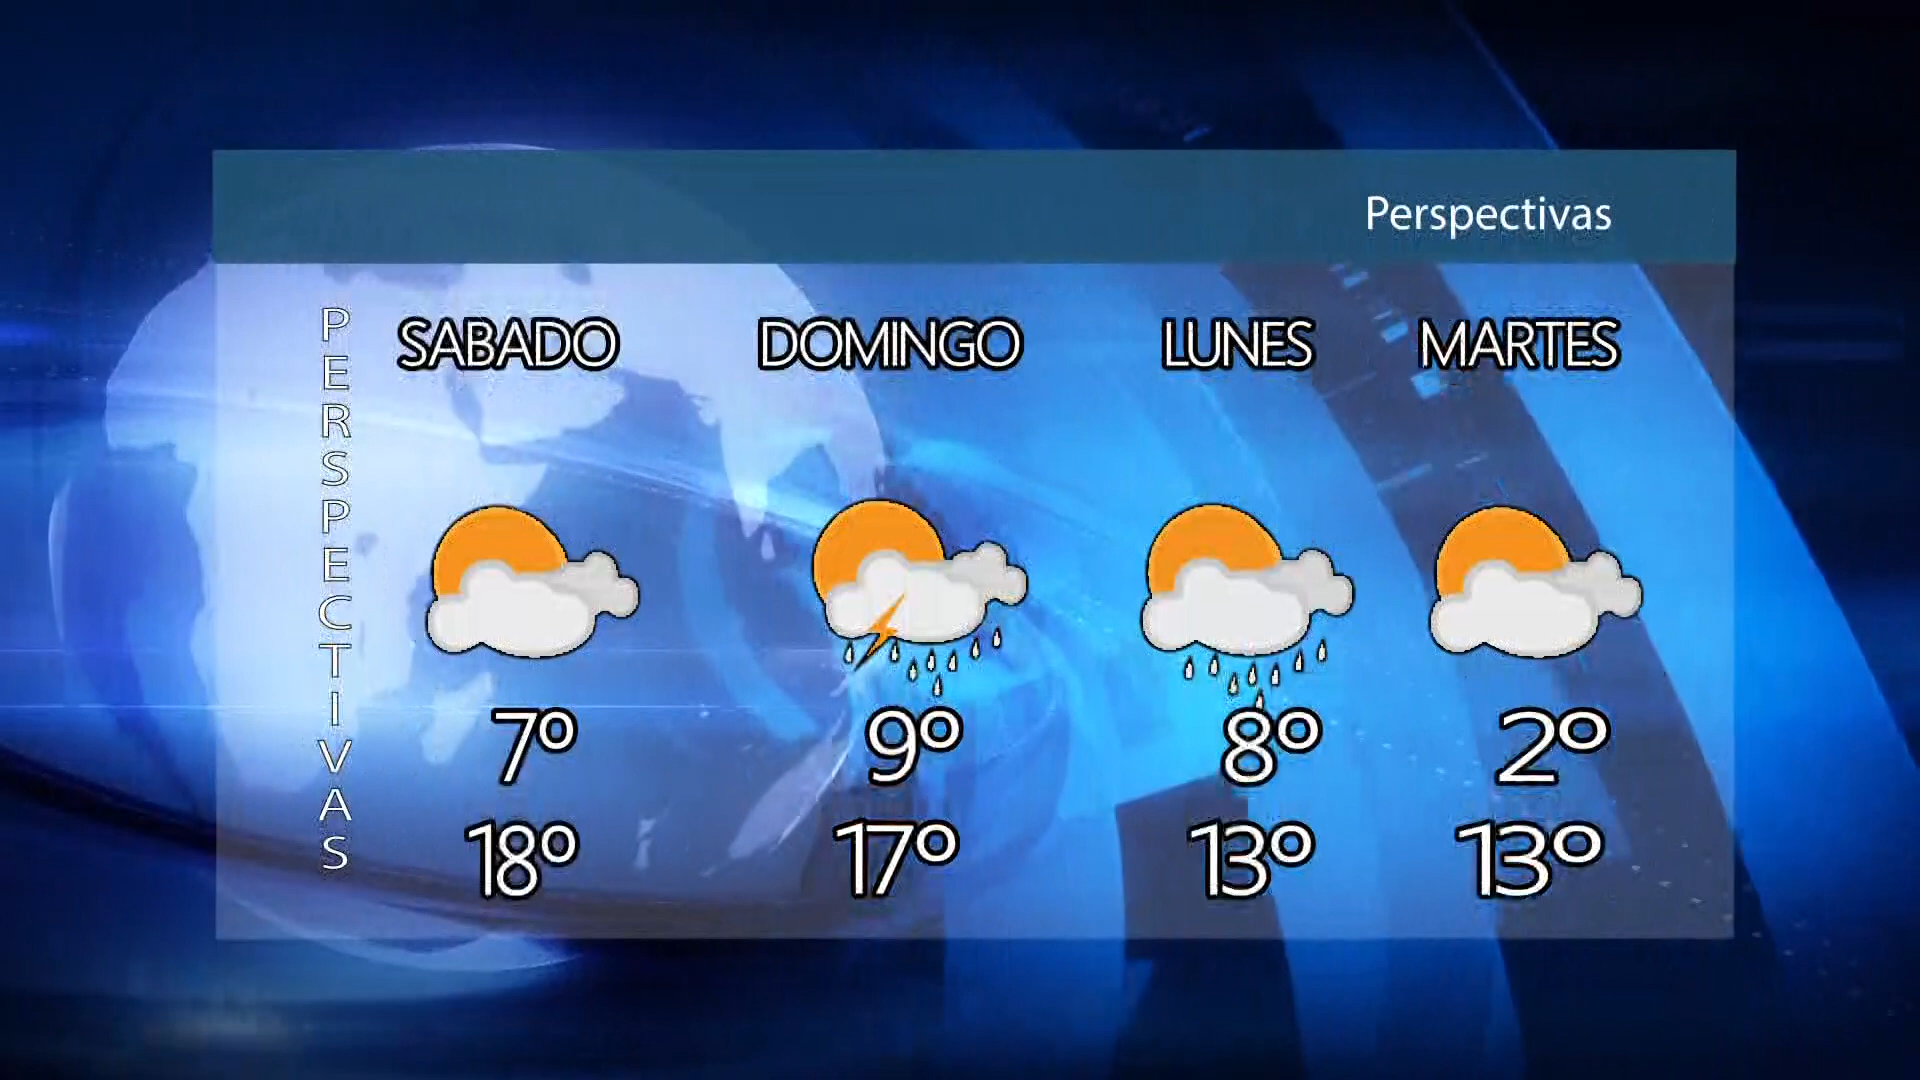 Perspectivas
PERSPECTIVAS
SABADO DOMINGO LUNES MARTES
7º 9º 8º 2º
18º 17º 13º 13º